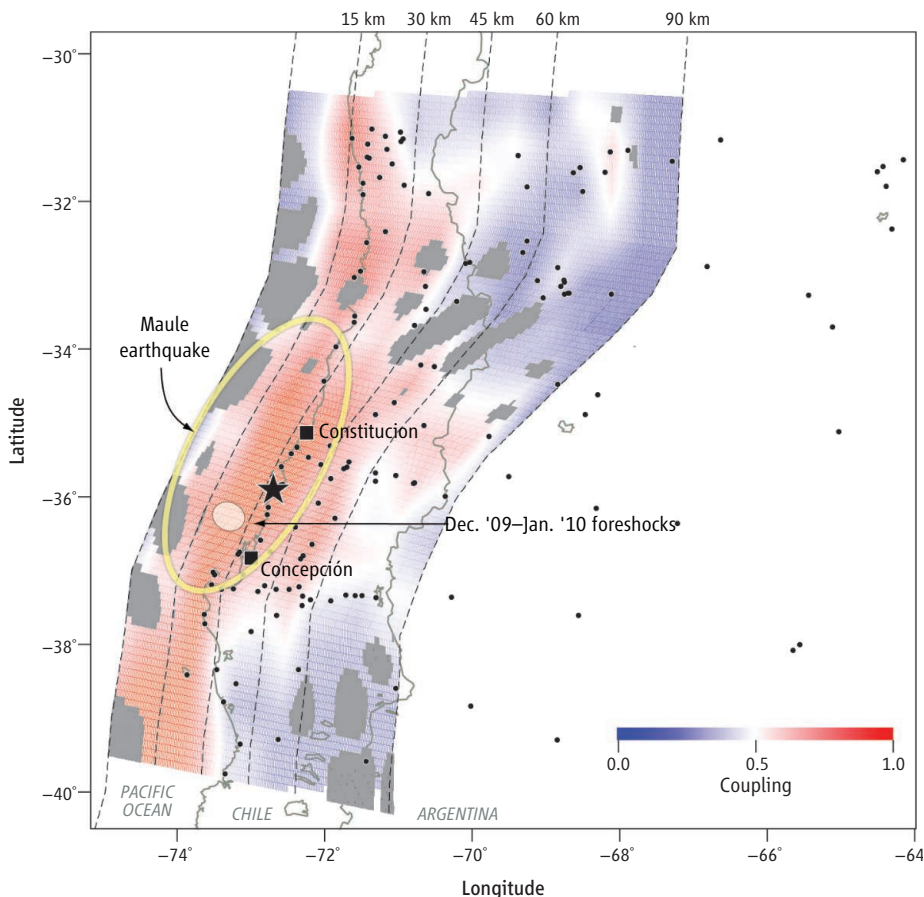 15 km 30 km 45 km 60 km 90 km
−30°
−32°
−34°
−36°
−38°
−40°
Latitude
Maule
earthquake
Constitucion
Dec. '09–Jan. '10 foreshocks
Concepción
0.0 0.5 1.0
Coupling
PACIFIC
OCEAN
CHILE
ARGENTINA
−74 −72 −70 −68 −66 −64
Longitude